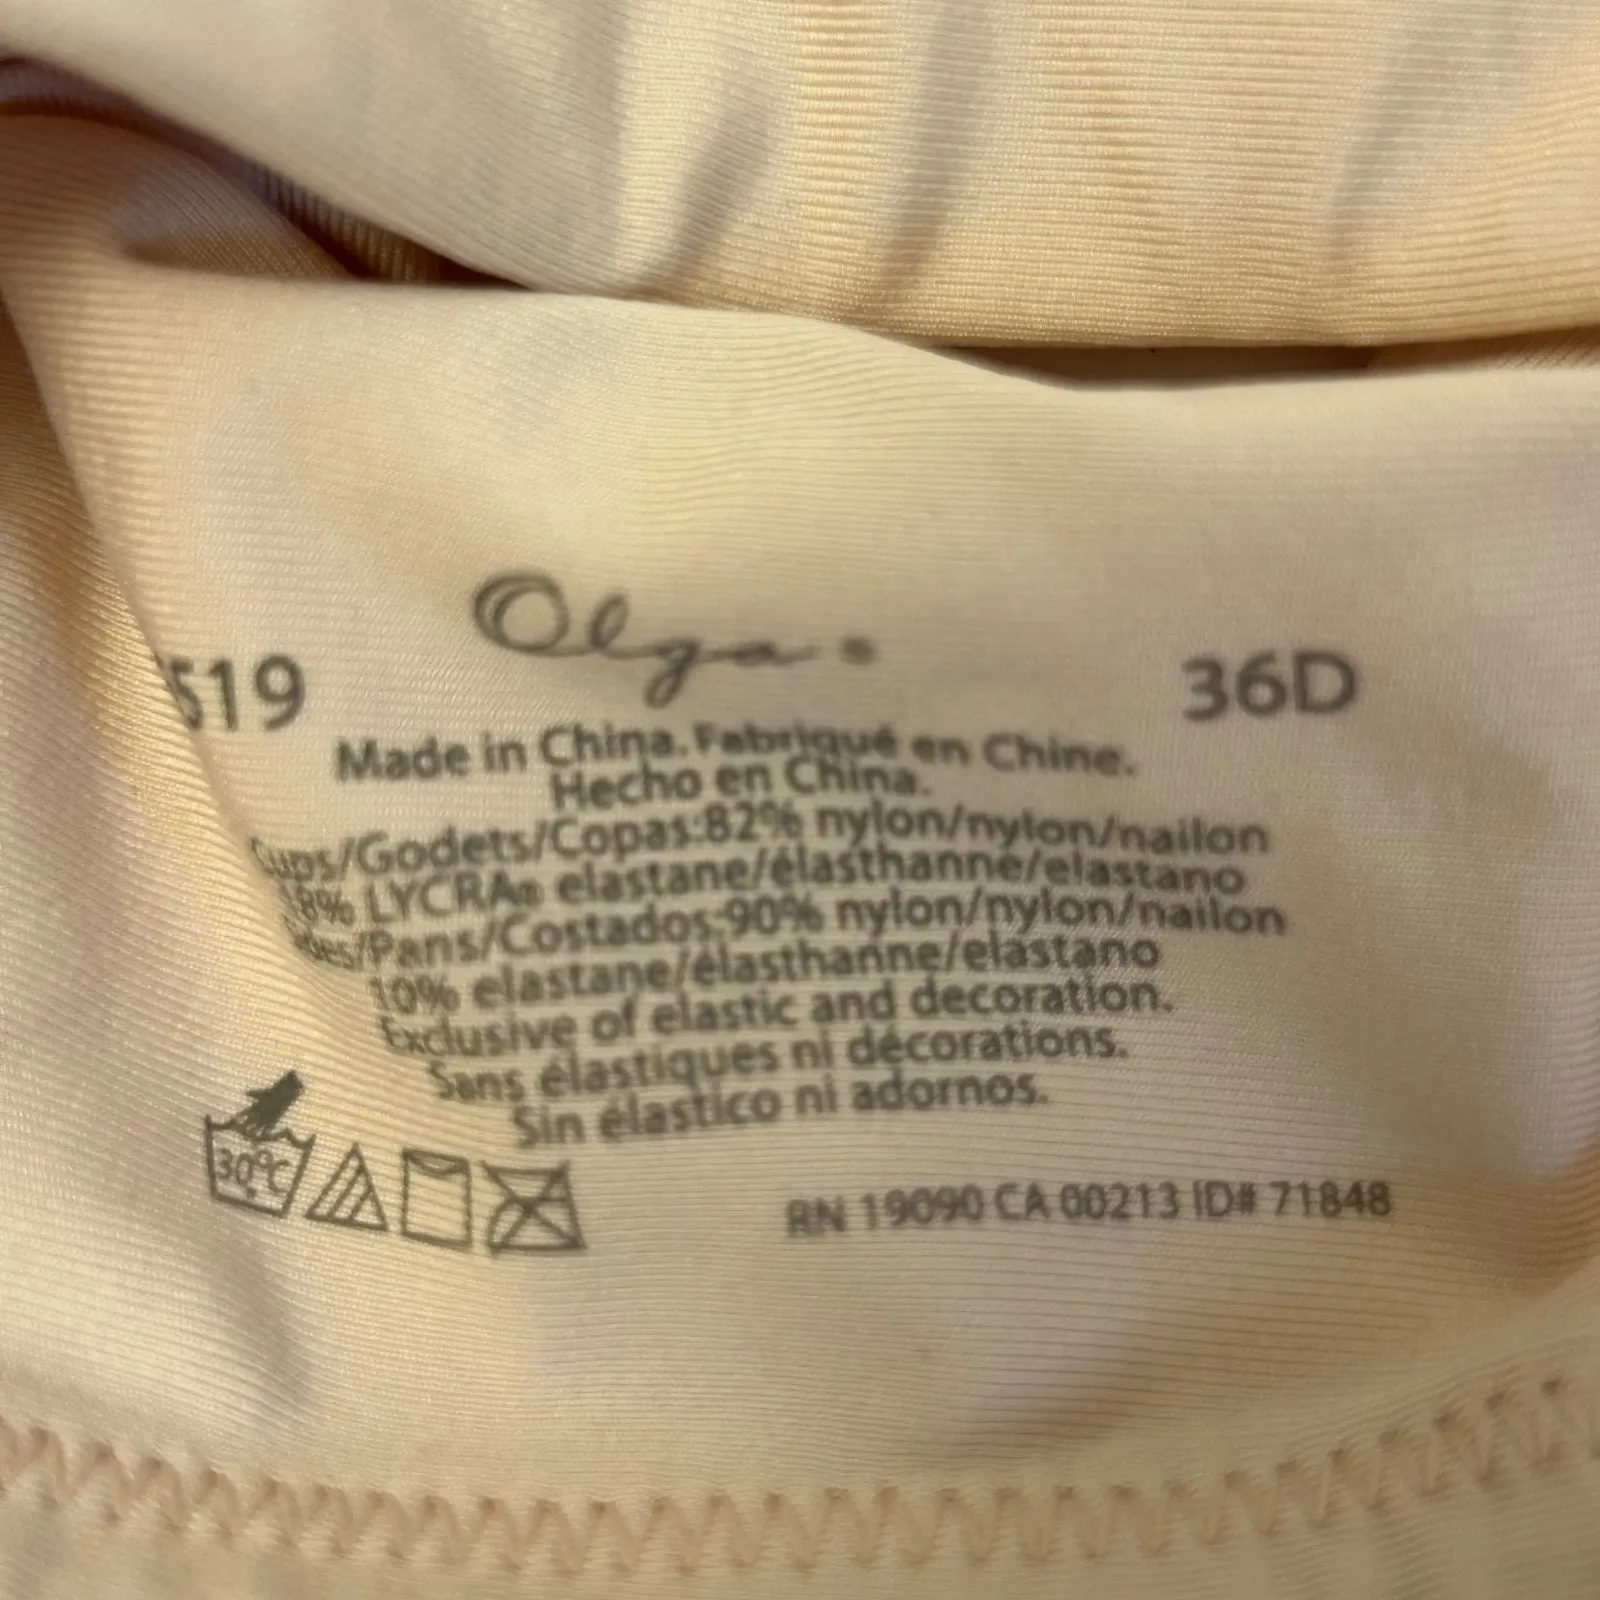 Olga®
519 36D
Made in China. Fabriqué en Chine.
Hecho en China.
Cups/Godets/Copas:82% nylon/nylon/nailon
18% LYCRA® elastane/élasthanne/elastano
/Pans/Costados:90% nylon/nylon/nailon
10% elastane/élasthanne/elastano
Exclusive of elastic and decoration.
Sans élastiques ni décorations.
Sin élastico ni adornos.
30°C
RN 19090 CA 00213 ID# 71848